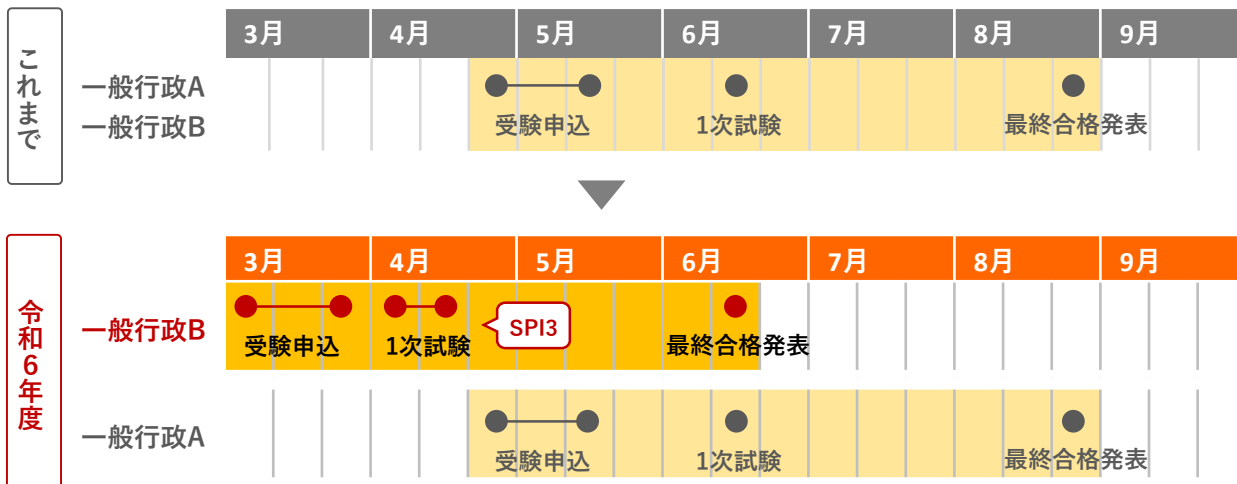 これまで
3月 4月 5月 6月 7月 8月 9月
一般行政A
一般行政B
受験申込 1次試験 最終合格発表
令和6年度
3月 4月 5月 6月 7月 8月 9月
一般行政B
SPI3
受験申込 1次試験 最終合格発表
一般行政A
受験申込 1次試験 最終合格発表